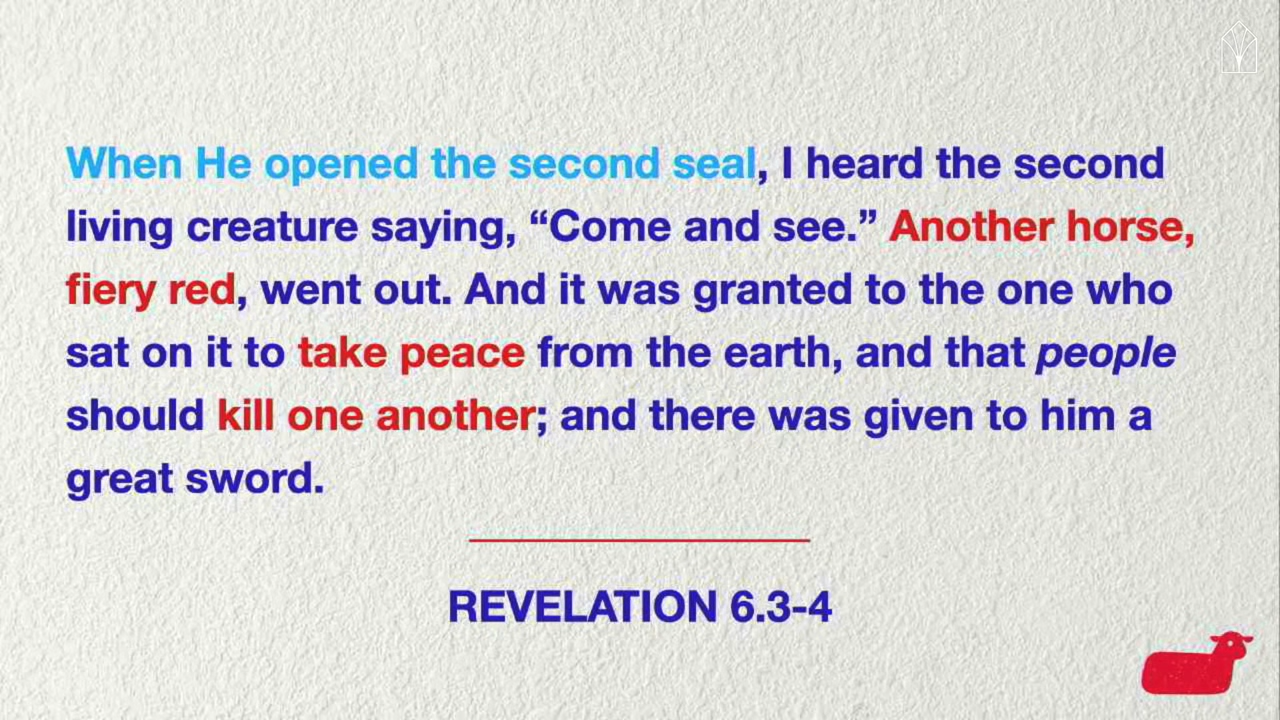 When He opened the second seal, I heard the second
living creature saying, “Come and see.” Another horse,
fiery red, went out. And it was granted to the one who
sat on it to take peace from the earth, and that people
should kill one another; and there was given to him a
great sword.
REVELATION 6.3-4